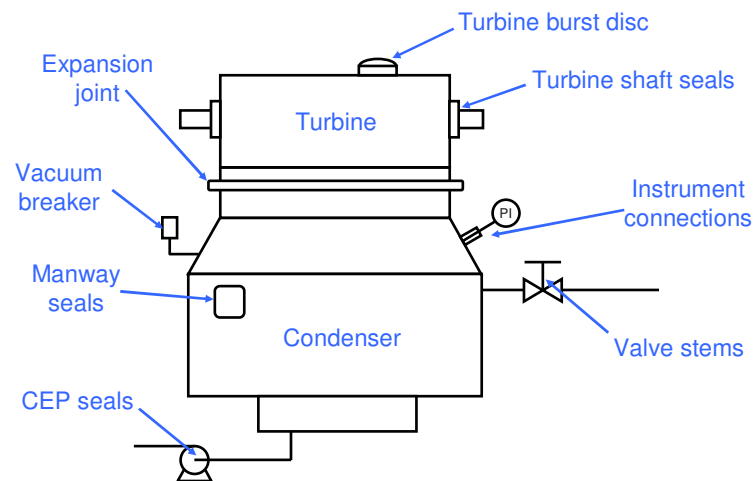 Turbine burst disc
Expansion
joint
Turbine shaft seals
Turbine
Vacuum
breaker
Instrument
connections
PI
Manway
seals
Condenser
Valve stems
CEP seals